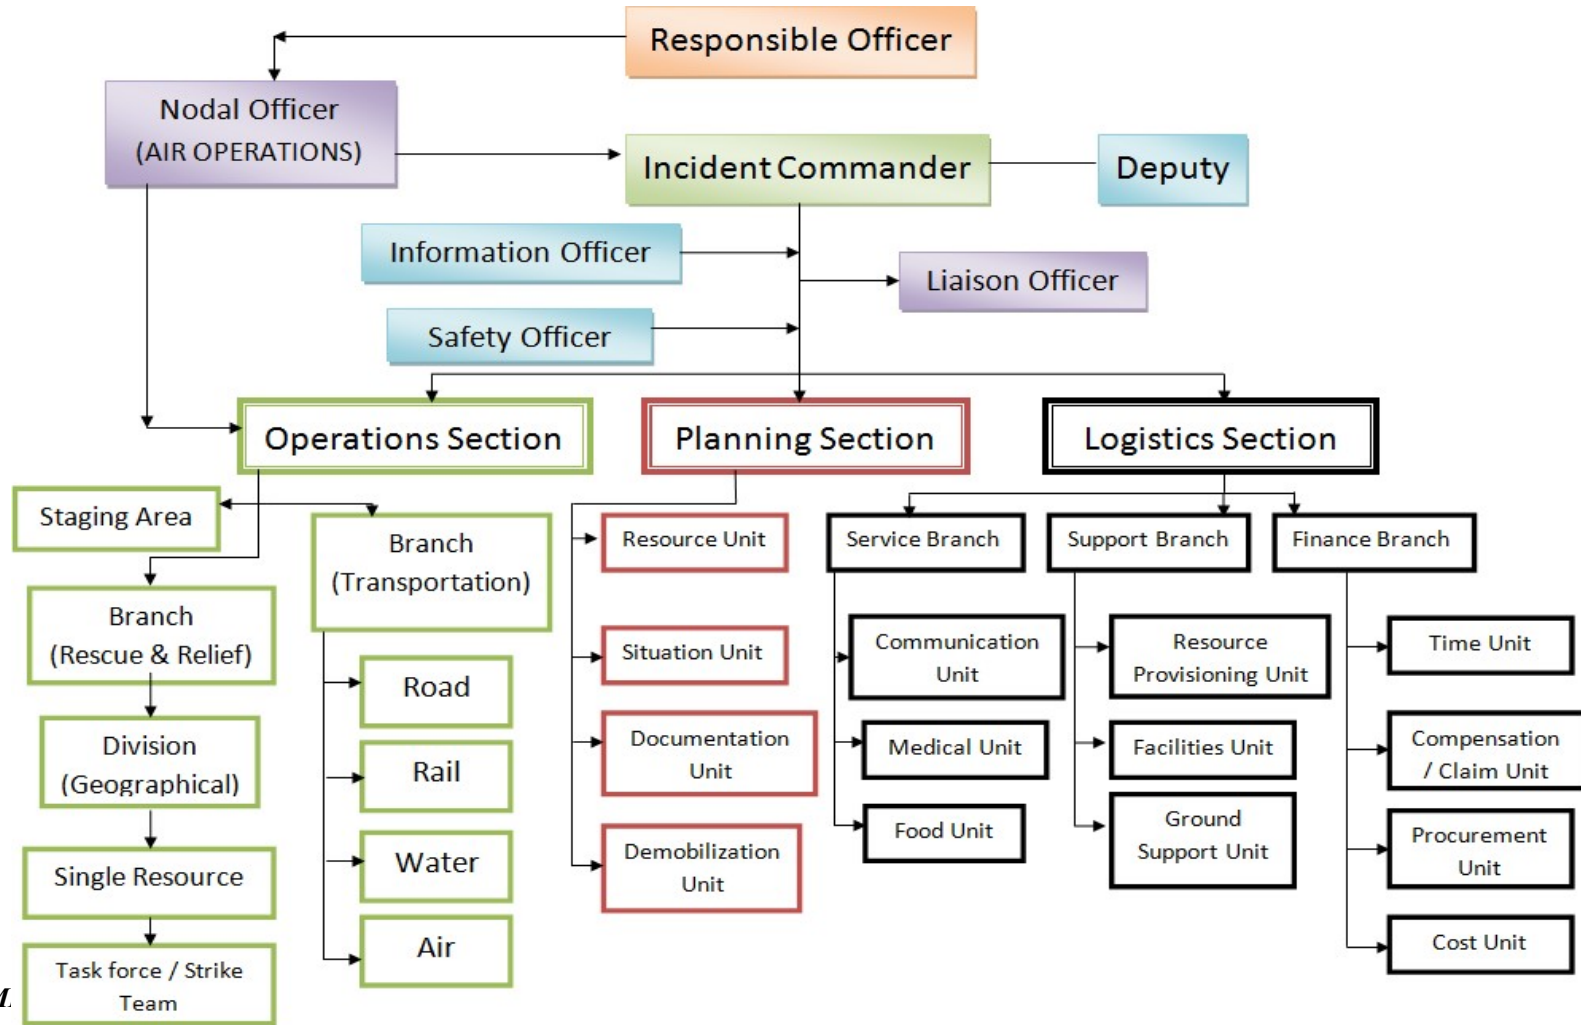 Responsible Officer
Nodal Officer
(AIR OPERATIONS)
Incident Commander
Deputy
Information Officer
Liaison Officer
Safety Officer
Operations Section
Planning Section
Logistics Section
Staging Area
Branch
(Transportation)
Branch
(Rescue & Relief)
Division
(Geographical)
Single Resource
Task force / Strike
Team
Road
Rail
Water
Air
Resource Unit
Situation Unit
Documentation
Unit
Demobilization
Unit
Service Branch
Support Branch
Finance Branch
Communication
Unit
Medical Unit
Food Unit
Resource
Provisioning Unit
Facilities Unit
Ground
Support Unit
Time Unit
Compensation
/ Claim Unit
Procurement
Unit
Cost Unit